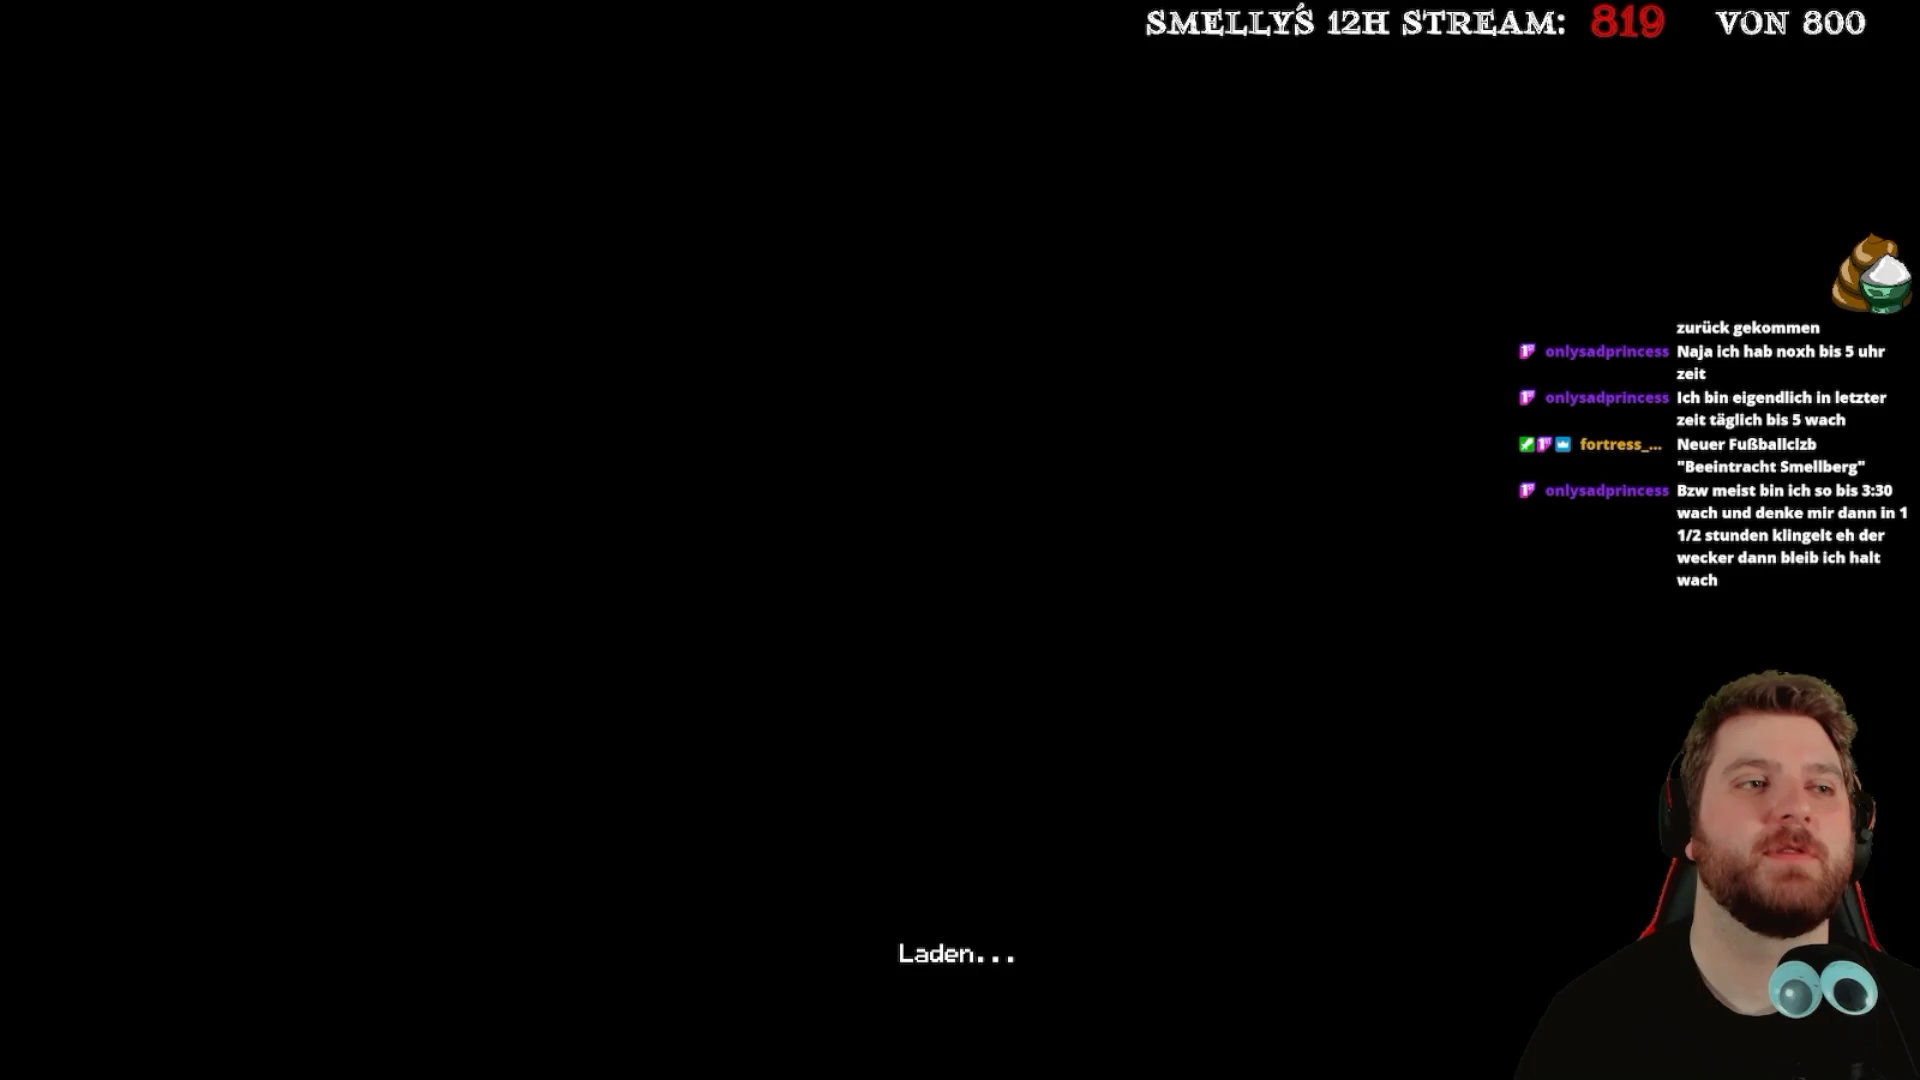 SMELLY'S 12H STREAM: 819 VON 800
zurück gekommen
onlysadprincess Naja ich hab noxh bis 5 uhr
zeit
onlysadprincess Ich bin eigendlich in letzter
zeit täglich bis 5 wach
fortress_... Neuer Fußballclzb
"Beeintracht Smellberg"
onlysadprincess Bzw meist bin ich so bis 3:30
wach und denke mir dann in 1
1/2 stunden klingelt eh der
wecker dann bleib ich halt
wach
Laden...